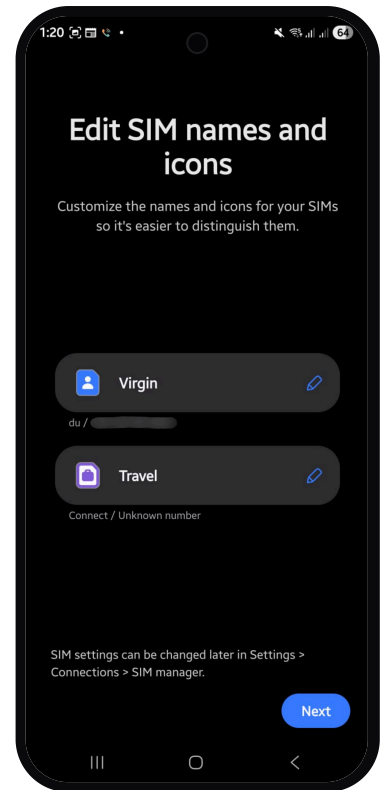 1:20
64
Edit SIM names and
icons
Customize the names and icons for your SIMs
so it's easier to distinguish them.
Virgin
du /
Travel
Connect / Unknown number
SIM settings can be changed later in Settings >
Connections > SIM manager.
Next